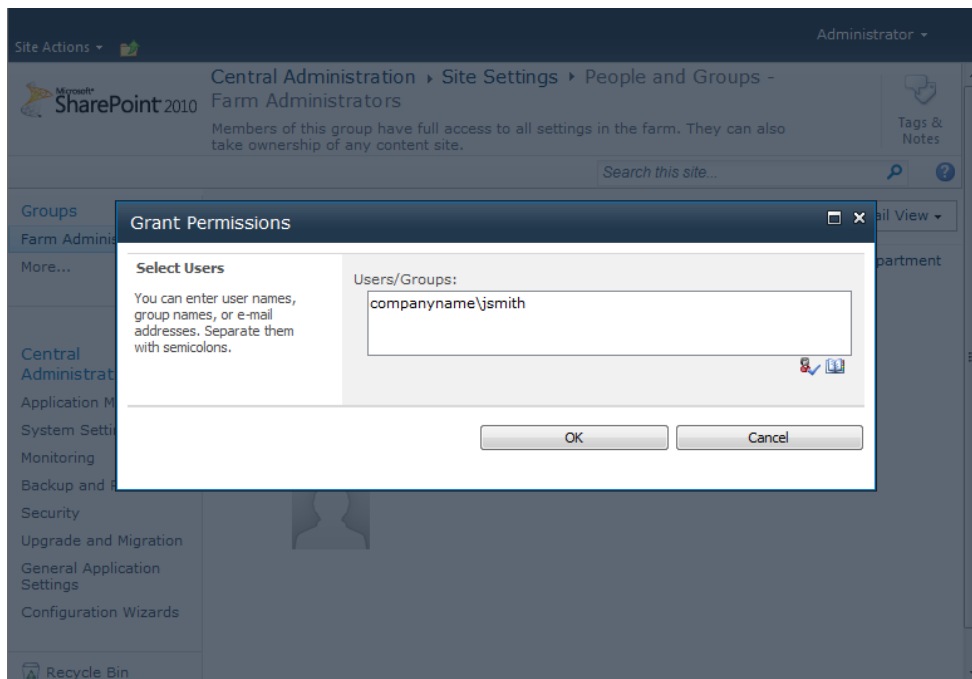 Administrator
Site Actions
Microsoft
SharePoint 2010
Central Administration Site Settings People and Groups -
Farm Administrators
Members of this group have full access to all settings in the farm. They can also
take ownership of any content site.
Tags &
Notes
Search this site...
Groups
Farm Adminis
More...
ail View
partment
Grant Permissions
Select Users
You can enter user names,
group names, or e-mail
addresses. Separate them
with semicolons.
Users/Groups:
companyname\jsmith
OK Cancel
Central
Administrat
Application M
System Setti
Monitoring
Backup and R
Security
Upgrade and Migration
General Application
Settings
Configuration Wizards
Recycle Bin